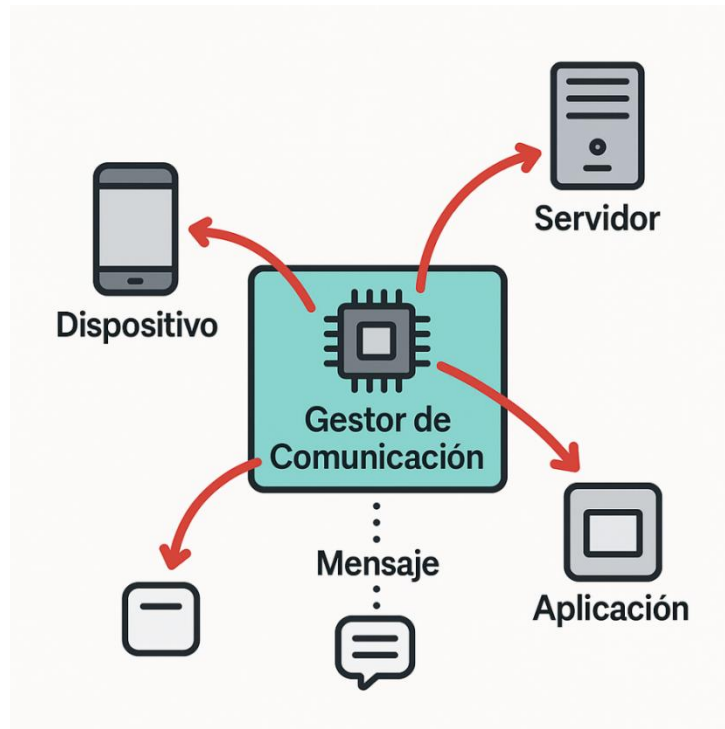 Servidor
Dispositivo
Gestor de
Comunicación
Mensaje
Aplicación